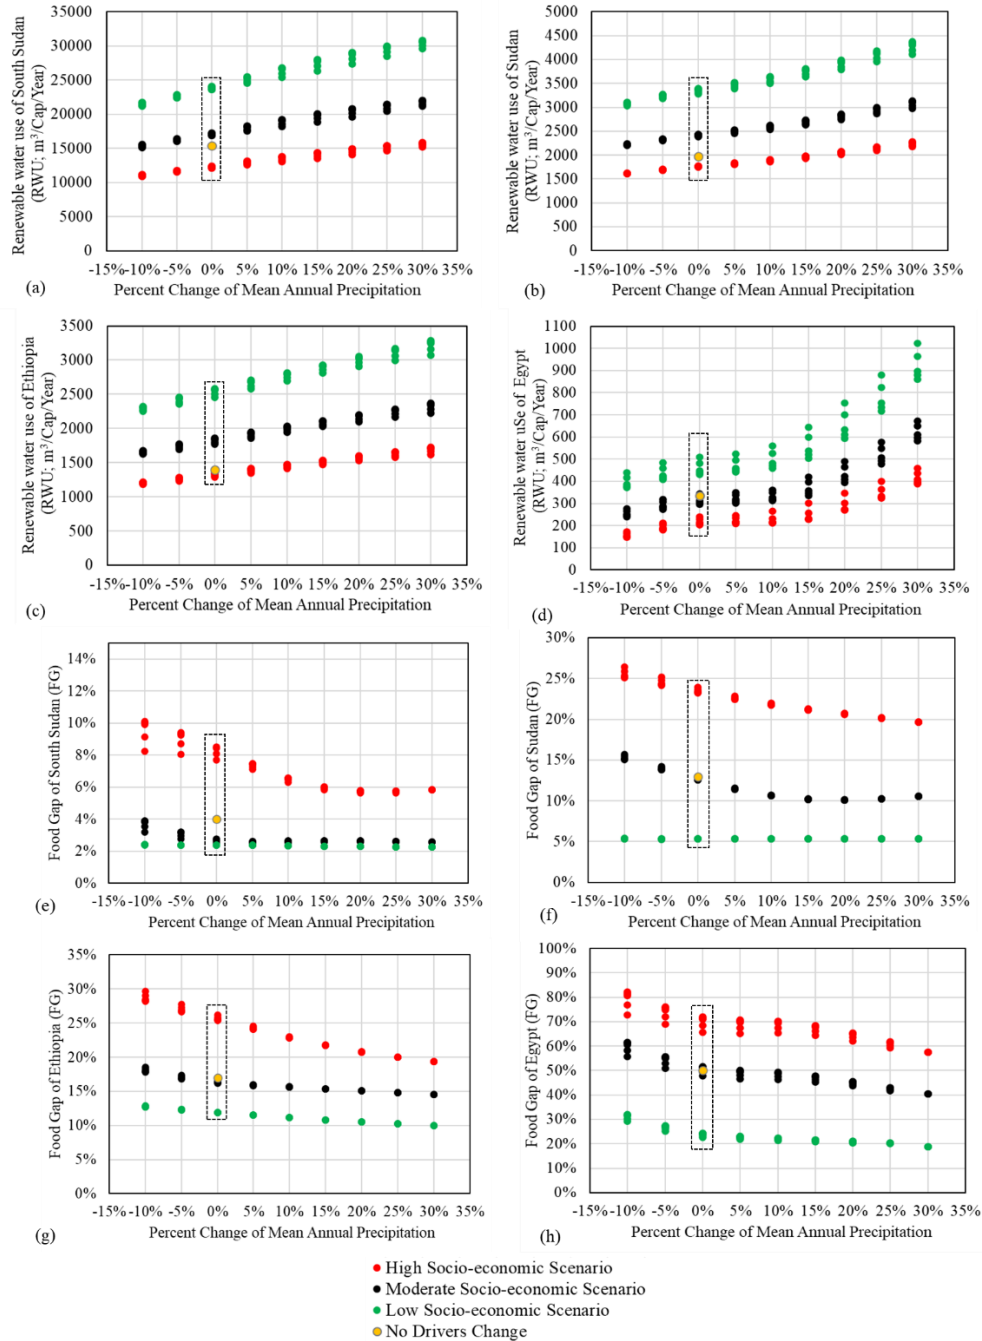 Renewable water use of South Sudan
(RWU; m³/Cap/Year)
35000
30000
25000
20000
15000
10000
5000
0
-15%-10% -5% 0% 5% 10% 15% 20% 25% 30% 35%
(a)
Percent Change of Mean Annual Precipitation
Renewable water use of Sudan
(RWU; m³/Cap/Year)
5000
4500
4000
3500
3000
2500
2000
1500
1000
500
0
-15%-10% -5% 0% 5% 10% 15% 20% 25% 30% 35%
(b)
Percent Change of Mean Annual Precipitation
Renewable water use of Ethiopia
(RWU; m³/Cap/Year)
3500
3000
2500
2000
1500
1000
500
0
-15%-10% -5% 0% 5% 10% 15% 20% 25% 30% 35%
(c)
Percent Change of Mean Annual Precipitation
Renewable water uSe of Egypt
(RWU; m³/Cap/Year)
1100
1000
900
800
700
600
500
400
300
200
100
0
-15%-10% -5% 0% 5% 10% 15% 20% 25% 30% 35%
(d)
Percent Change of Mean Annual Precipitation
Food Gap of South Sudan (FG)
14%
12%
10%
8%
6%
4%
2%
0%
-15%-10% -5% 0% 5% 10% 15% 20% 25% 30% 35%
(e)
Percent Change of Mean Annual Precipitation
Food Gap of Sudan (FG)
30%
25%
20%
15%
10%
5%
0%
-15%-10% -5% 0% 5% 10% 15% 20% 25% 30% 35%
(f)
Percent Change of Mean Annual Precipitation
Food Gap of Ethiopia (FG)
35%
30%
25%
20%
15%
10%
5%
0%
-15%-10% -5% 0% 5% 10% 15% 20% 25% 30% 35%
(g)
Percent Change of Mean Annual Precipitation
Food Gap of Egypt (FG)
100%
90%
80%
70%
60%
50%
40%
30%
20%
10%
0%
-15%-10% -5% 0% 5% 10% 15% 20% 25% 30% 35%
(h)
Percent Change of Mean Annual Precipitation
High Socio-economic Scenario
Moderate Socio-economic Scenario
Low Socio-economic Scenario
No Drivers Change